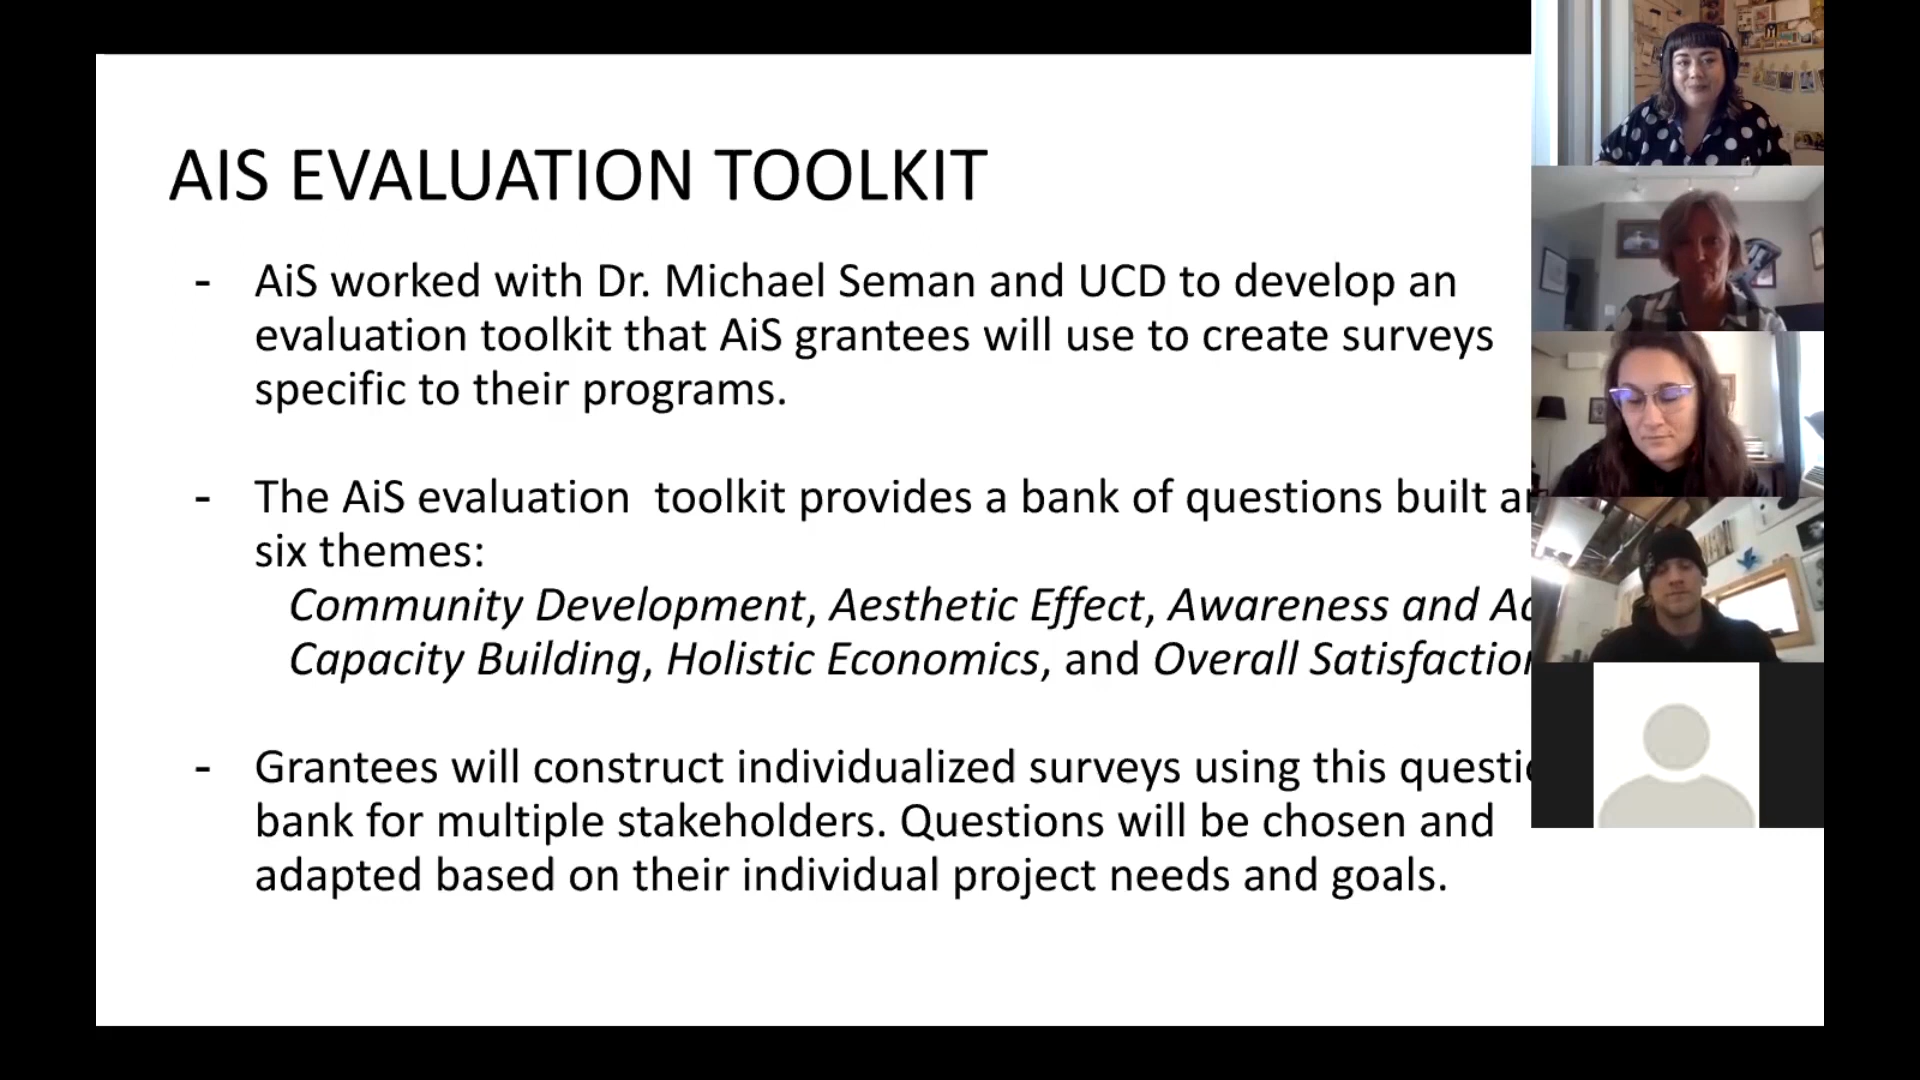 AIS EVALUATION TOOLKIT
- AiS worked with Dr. Michael Seman and UCD to develop an
evaluation toolkit that AiS grantees will use to create surveys
specific to their programs.
- The AiS evaluation  toolkit provides a bank of questions built
six themes:
Community Development, Aesthetic Effect, Awareness and
Capacity Building, Holistic Economics, and Overall Satisfaction
- Grantees will construct individualized surveys using this
bank for multiple stakeholders. Questions will be chosen and
adapted based on their individual project needs and goals.